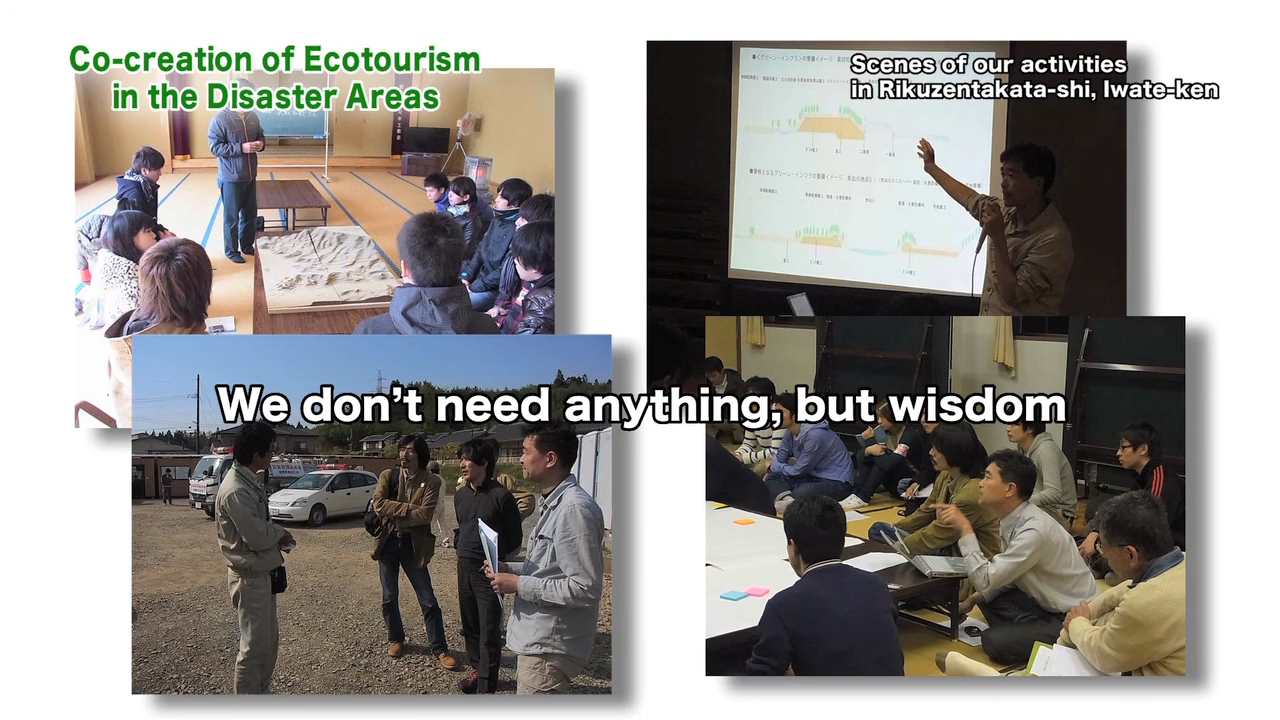 Co-creation of Ecotourism
in the Disaster Areas
Scenes of our activities
in Rikuzentakata-shi, Iwate-ken
We don’t need anything, but wisdom